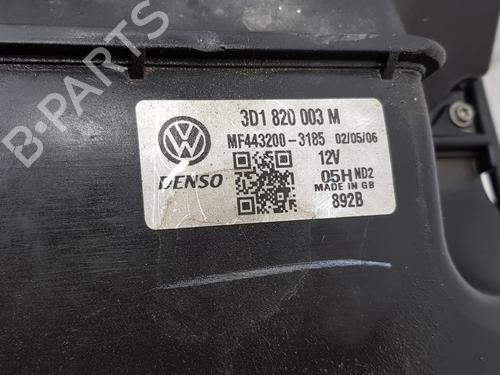 3D1 820 003 M
MF443200-3185 02/05/06
12V
DENSO
05H ND2
MADE IN GB
892B
B-PARTS